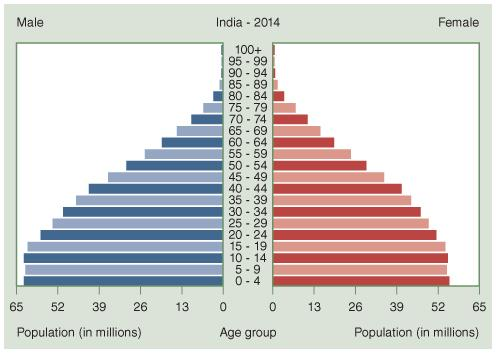 Male India - 2014 Female
100+
95 - 99
90 - 94
85 - 89
80 - 84
75 - 79
70 - 74
65 - 69
60 - 64
55 - 59
50 - 54
45 - 49
40 - 44
35 - 39
30 - 34
25 - 29
20 - 24
15 - 19
10 - 14
5 - 9
0 - 4
65 52 39 26 13 0 0 13 26 39 52 65
Population (in millions) Age group Population (in millions)